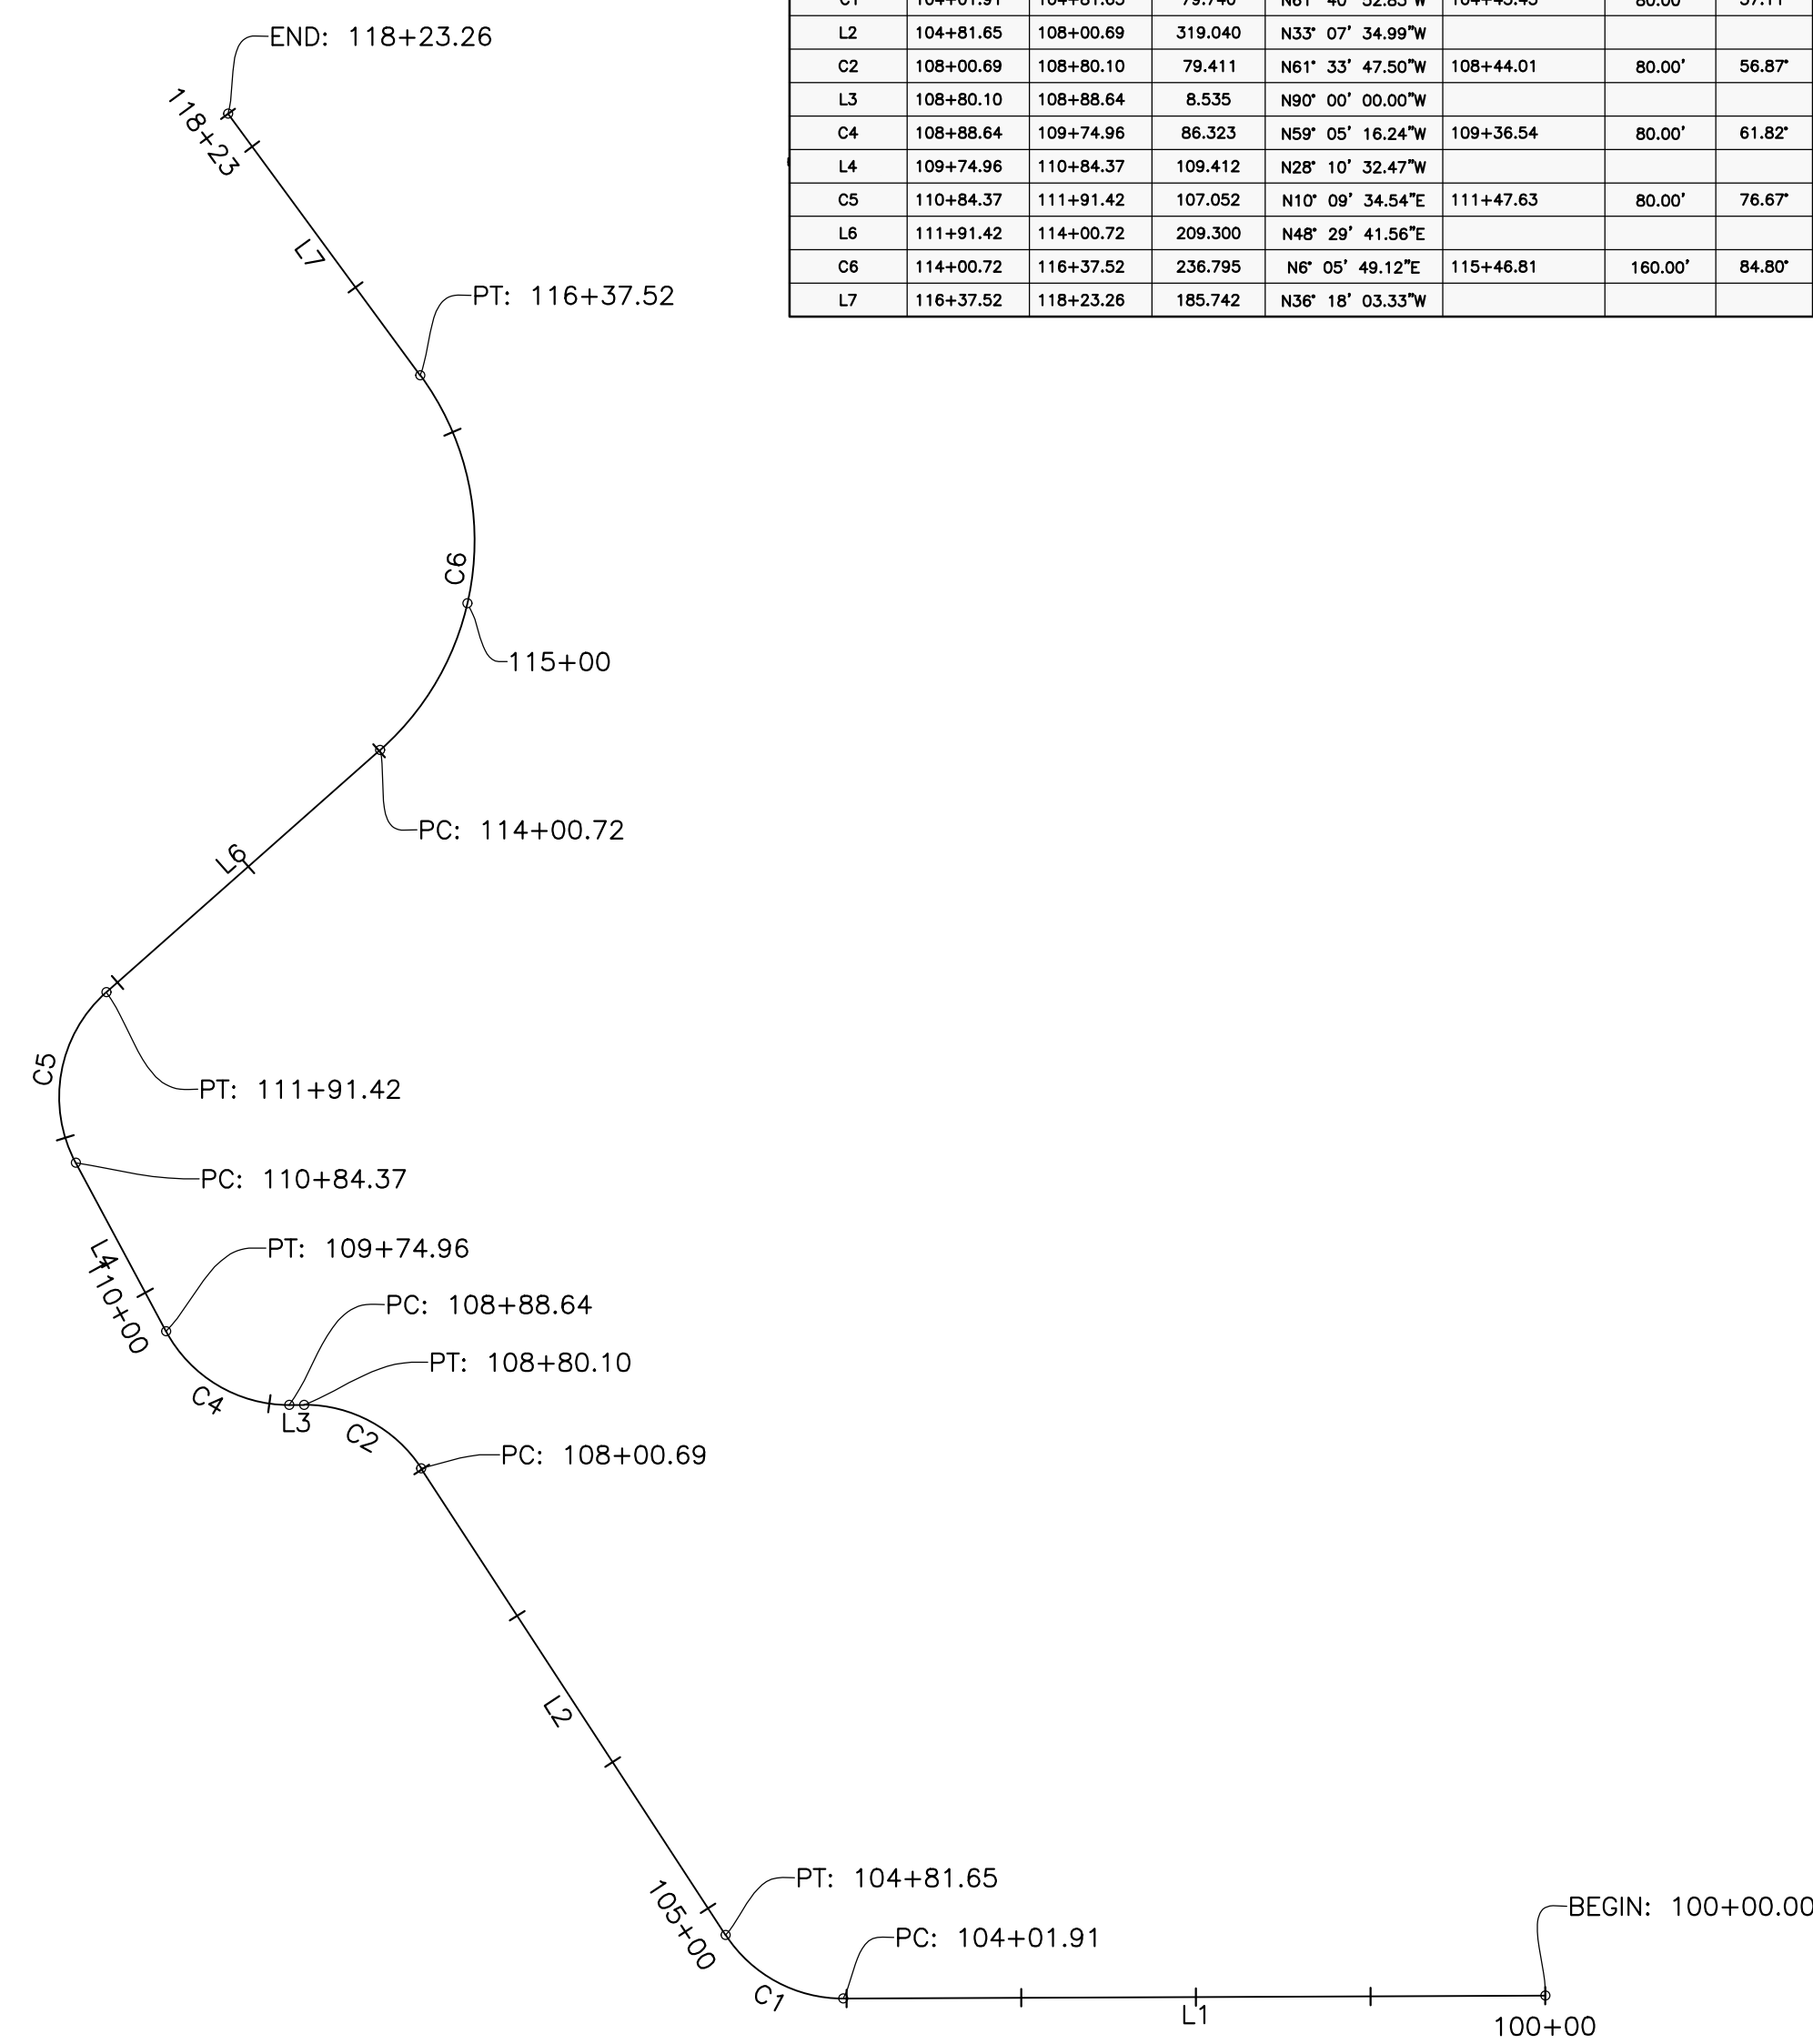 C1 104+01.91 104+81.65 79.740 N61° 40' 52.83"W 104+45.45 80.00' 57.11°
L2 104+81.65 108+00.69 319.040 N33° 07' 34.99"W
C2 108+00.69 108+80.10 79.411 N61° 33' 47.50"W 108+44.01 80.00' 56.87°
L3 108+80.10 108+88.64 8.535 N90° 00' 00.00"W
C4 108+88.64 109+74.96 86.323 N59° 05' 16.24"W 109+36.54 80.00' 61.82°
L4 109+74.96 110+84.37 109.412 N28° 10' 32.47"W
C5 110+84.37 111+91.42 107.052 N10° 09' 34.54"E 111+47.63 80.00' 76.67°
L6 111+91.42 114+00.72 209.300 N48° 29' 41.56"E
C6 114+00.72 116+37.52 236.795 N6° 05' 49.12"E 115+46.81 160.00' 84.80°
L7 116+37.52 118+23.26 185.742 N36° 18' 03.33"W
END: 118+23.26
118+23
L7
PT: 116+37.52
C6
115+00
PC: 114+00.72
L6
C5
PT: 111+91.42
PC: 110+84.37
L4
110+00
PT: 109+74.96
PC: 108+88.64
PT: 108+80.10
C4
L3
C2
PC: 108+00.69
L2
PT: 104+81.65
105+00
PC: 104+01.91
BEGIN: 100+00.00
C1
L1
100+00